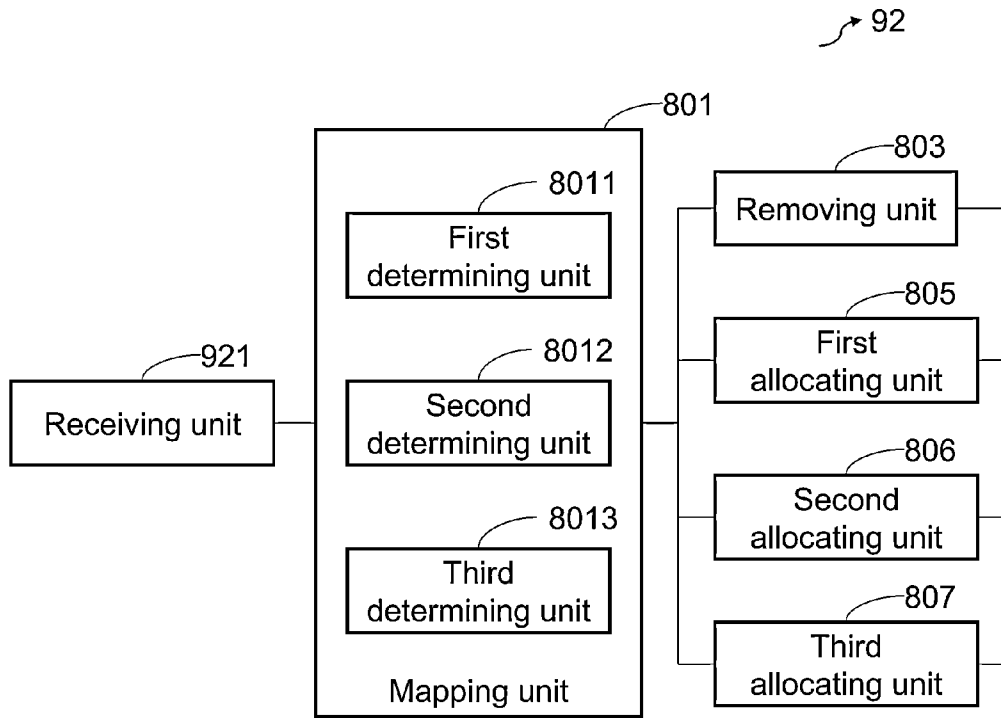 92
801
803
8011
Removing unit
First
determining unit
805
First
allocating unit
921
8012
Receiving unit
Second
determining unit
806
Second
allocating unit
8013
Third
determining unit
807
Third
allocating unit
Mapping unit